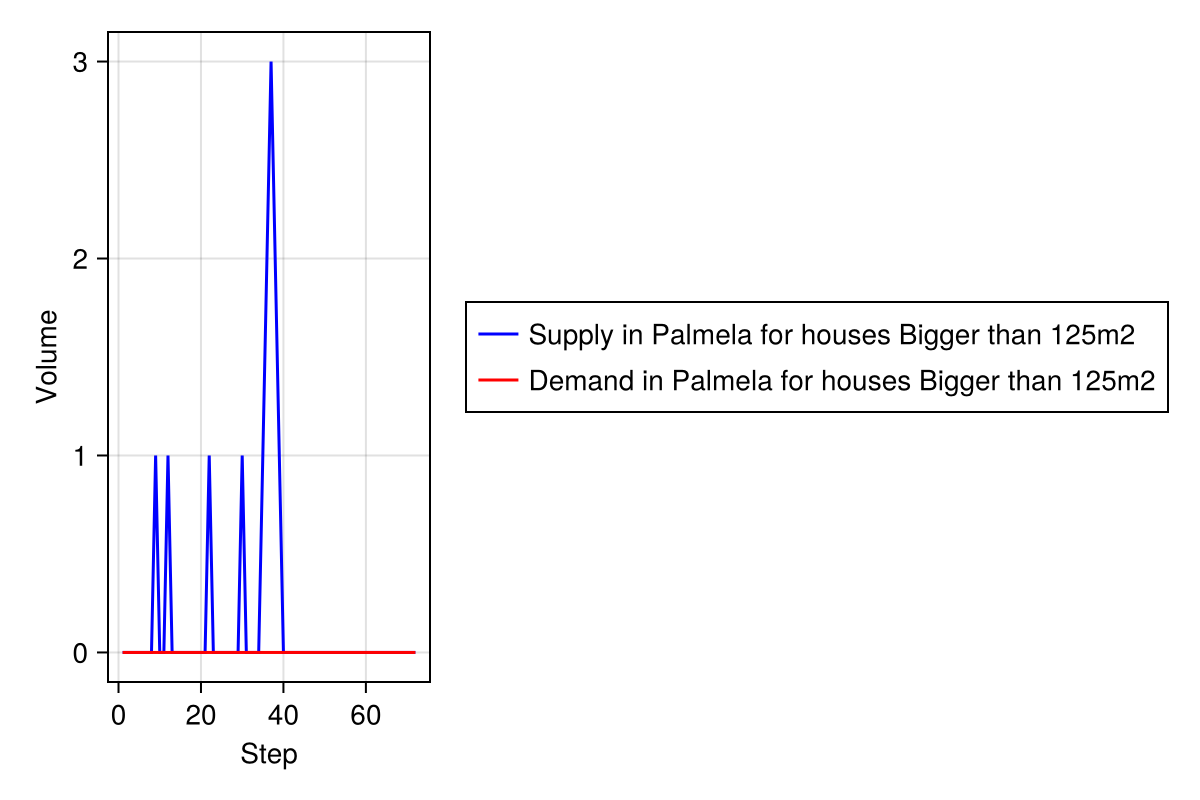 3
2
1
0
Volume
0 20 40 60
Step
Supply in Palmela for houses Bigger than 125m2
Demand in Palmela for houses Bigger than 125m2